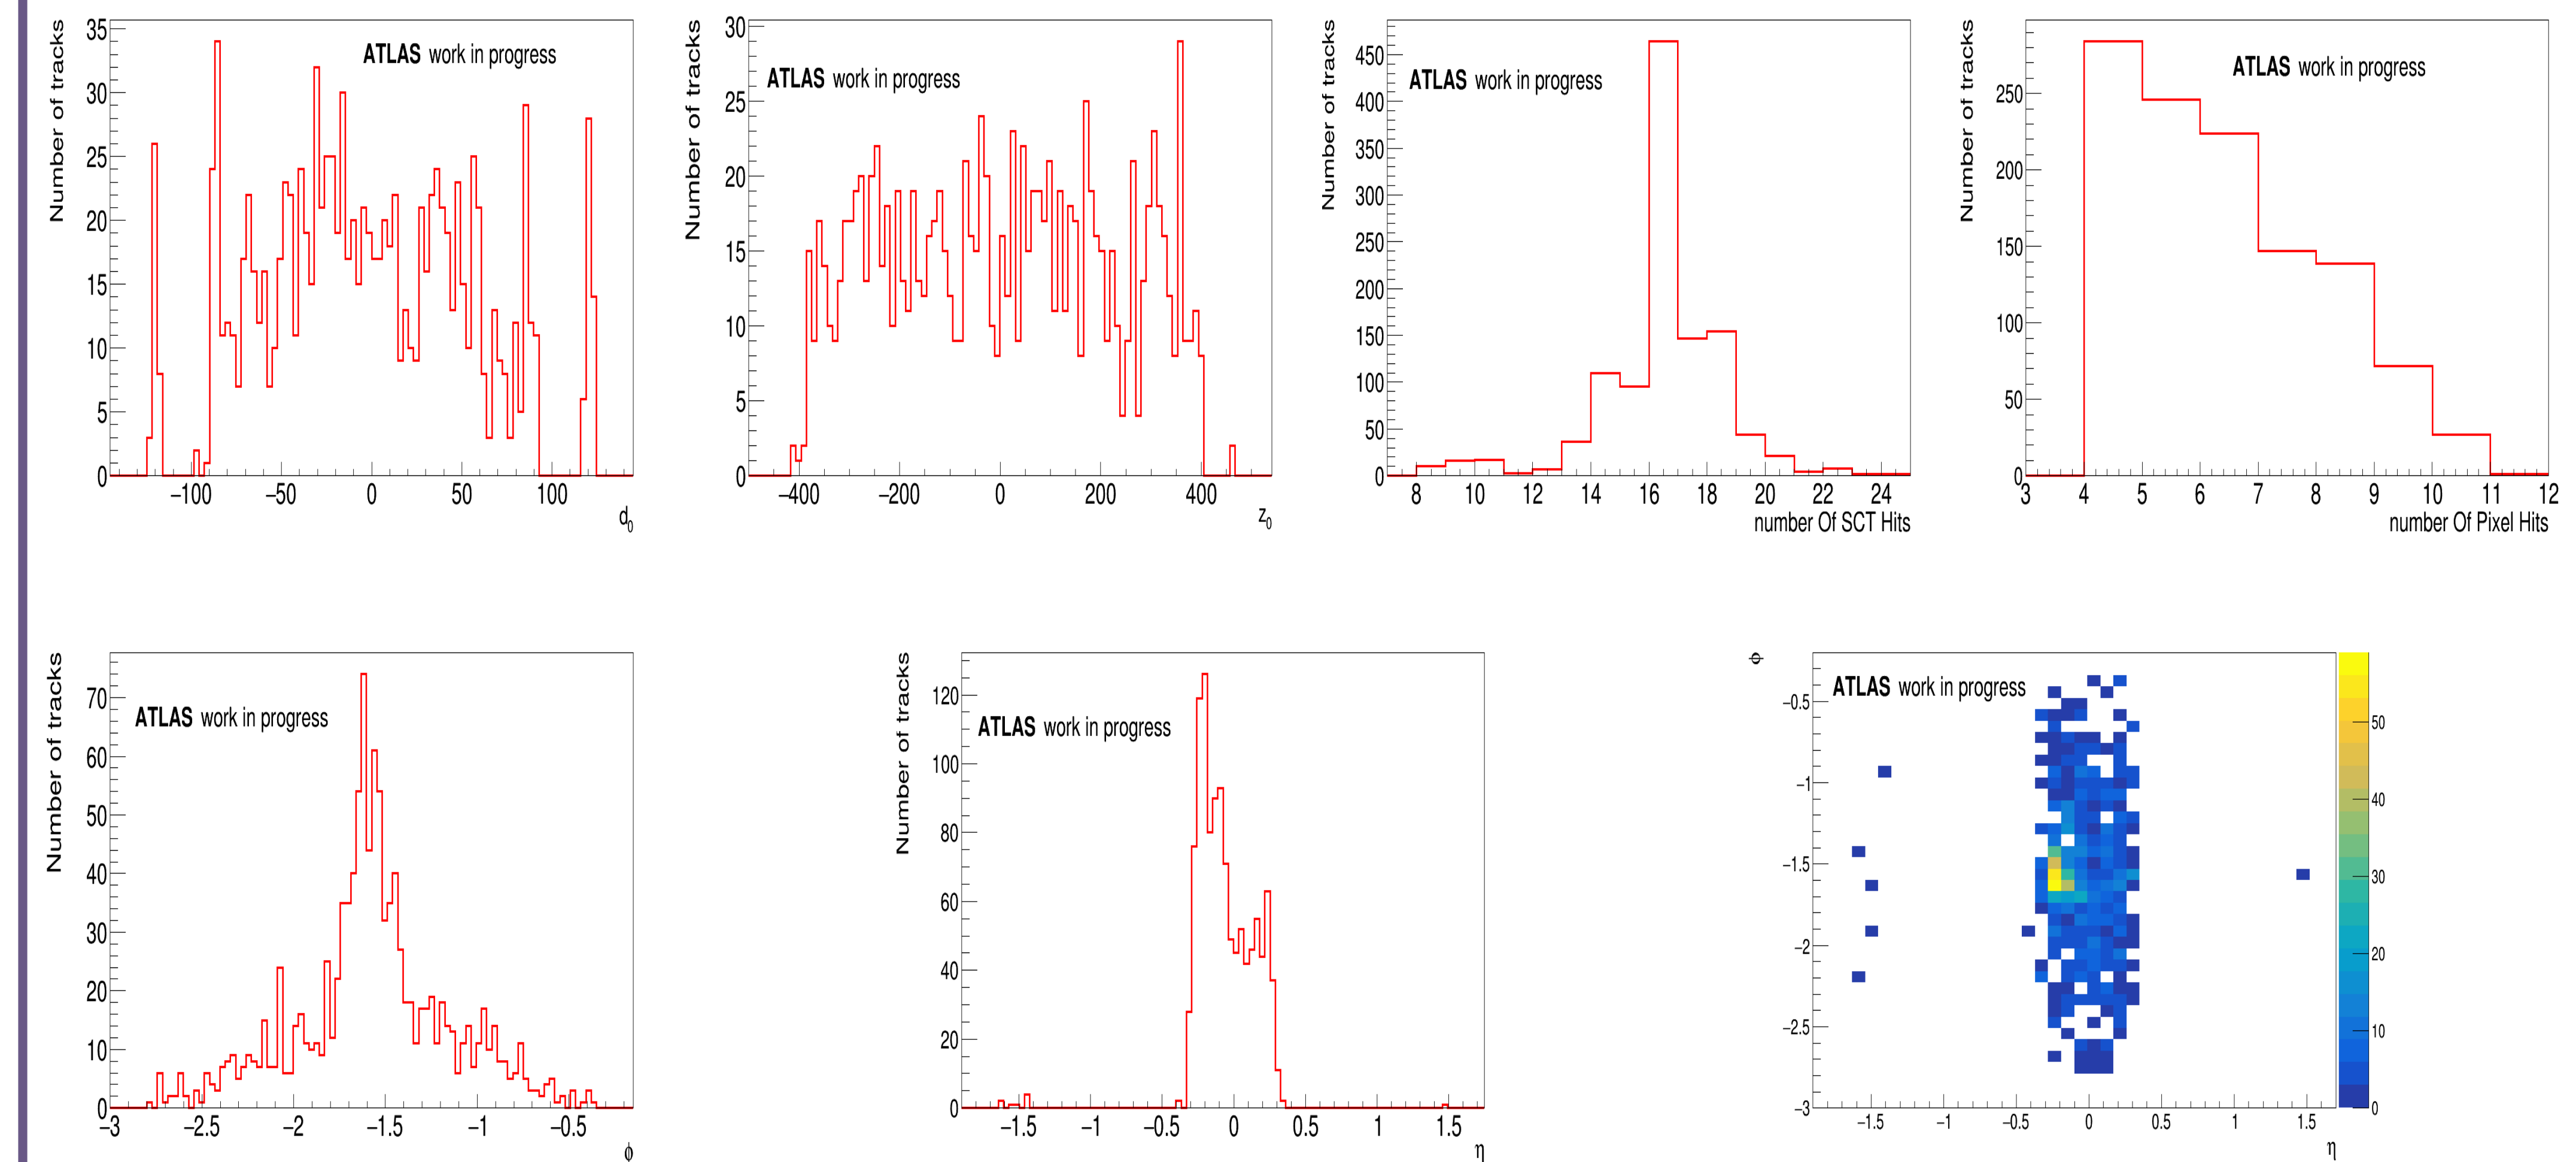 Number of tracks
35
30
25
20
15
10
5
0
ATLAS work in progress
−100 −50 0 50 100
d0
Number of tracks
30
25
20
15
10
5
0
ATLAS work in progress
−400 −200 0 200 400
z0
Number of tracks
450
400
350
300
250
200
150
100
50
0
ATLAS work in progress
8 10 12 14 16 18 20 22 24
number Of SCT Hits
Number of tracks
250
200
150
100
50
0
ATLAS work in progress
3 4 5 6 7 8 9 10 11 12
number Of Pixel Hits
Number of tracks
70
60
50
40
30
20
10
0
ATLAS work in progress
−3 −2.5 −2 −1.5 −1 −0.5
ϕ
Number of tracks
120
100
80
60
40
20
0
ATLAS work in progress
−1.5 −1 −0.5 0 0.5 1 1.5
η
ϕ
ATLAS work in progress
−0.5
−1
−1.5
−2
−2.5
−3
−1.5 −1 −0.5 0 0.5 1 1.5
η
50
40
30
20
10
0